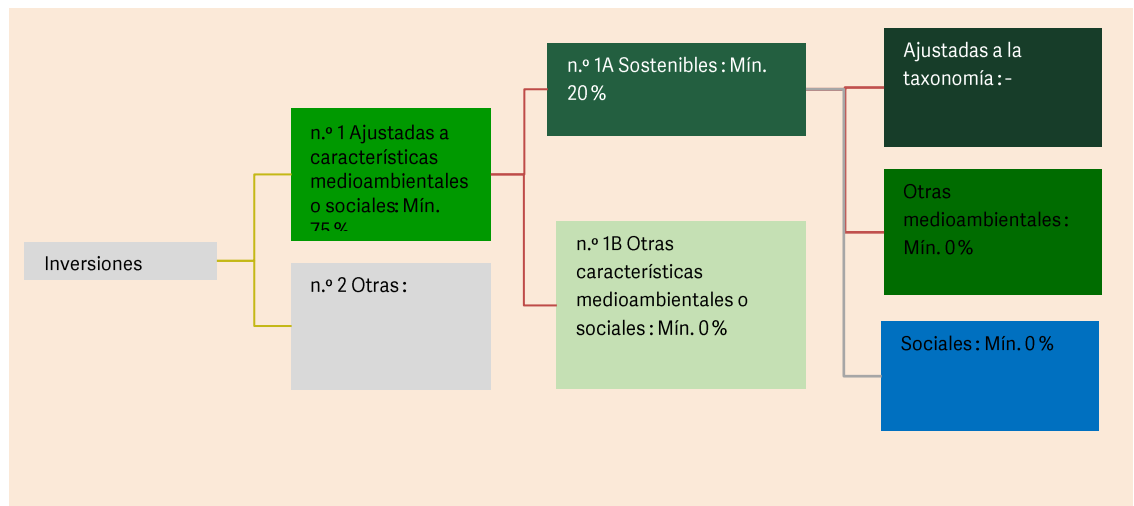 Inversiones
n.º 1 Ajustadas a
características
medioambientales
o sociales: Mín.
75 %
n.º 2 Otras :
n.º 1A Sostenibles : Mín.
20 %
n.º 1B Otras
características
medioambientales o
sociales : Mín. 0 %
Ajustadas a la
taxonomía : -
Otras
medioambientales :
Mín. 0 %
Sociales : Mín. 0 %